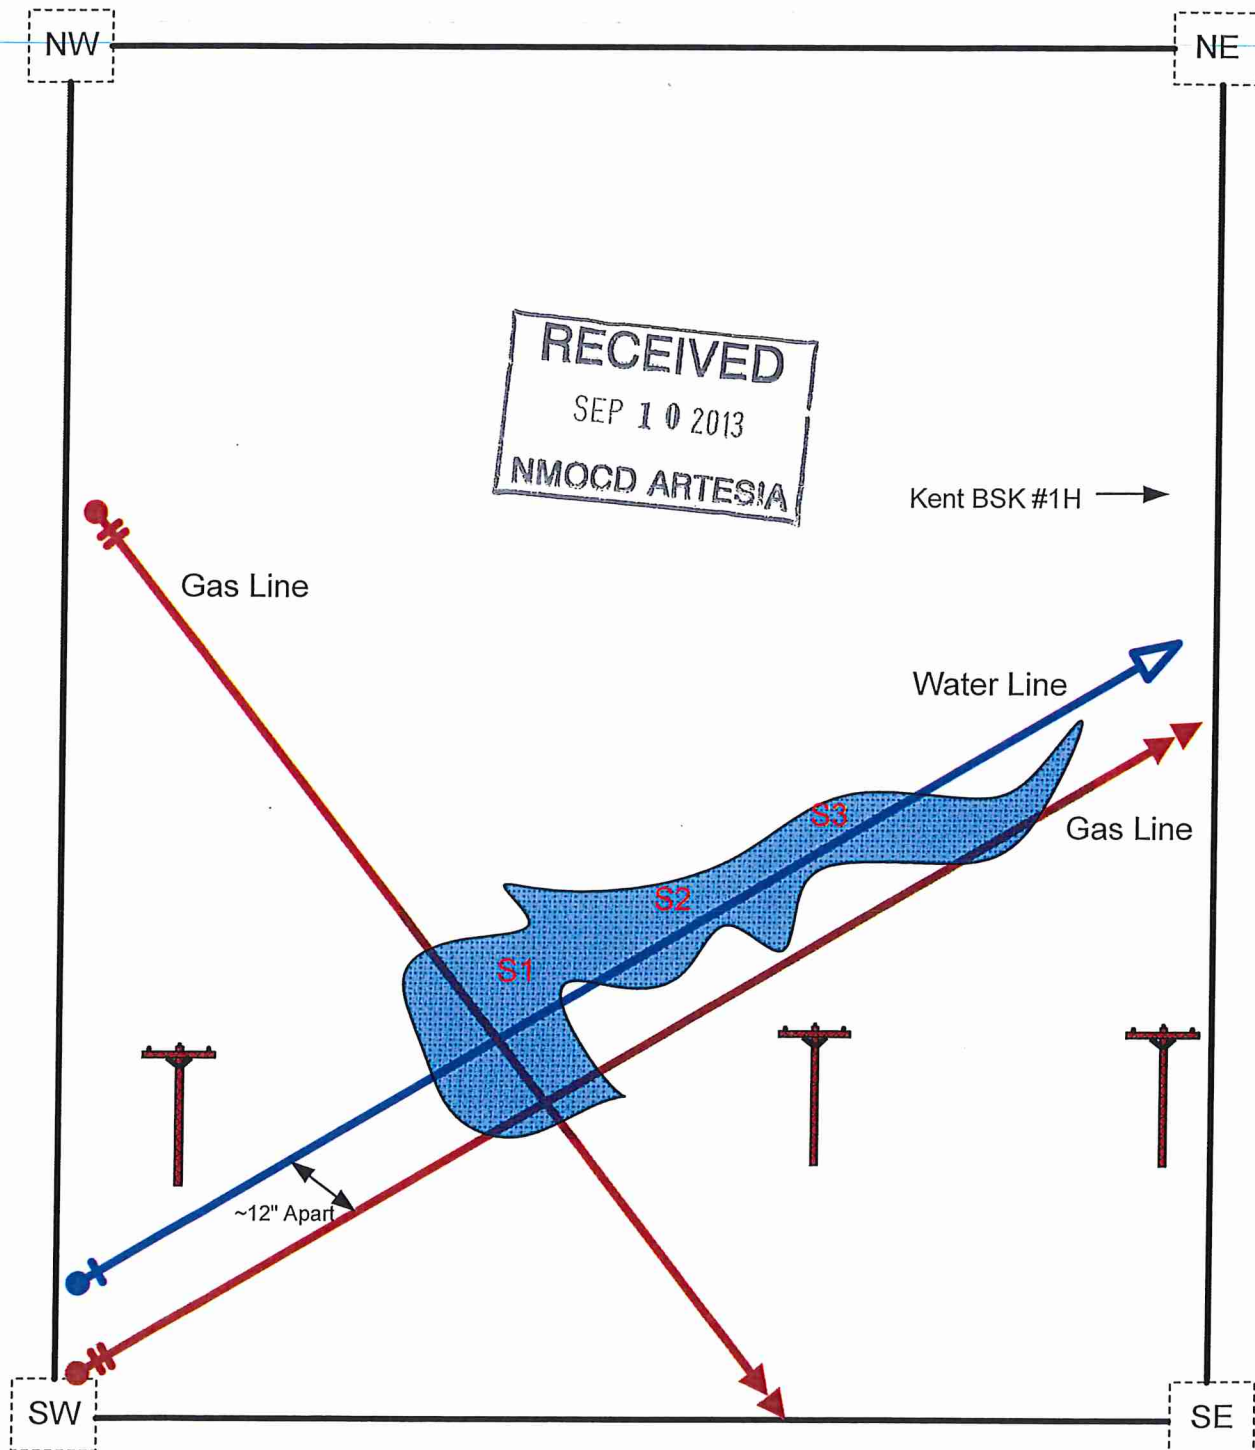 NW
NE
RECEIVED
SEP 10 2013
NMOCD ARTESIA
Kent BSK #1H
Gas Line
Water Line
S3
Gas Line
S2
S1
~12" Apart
SW
SE